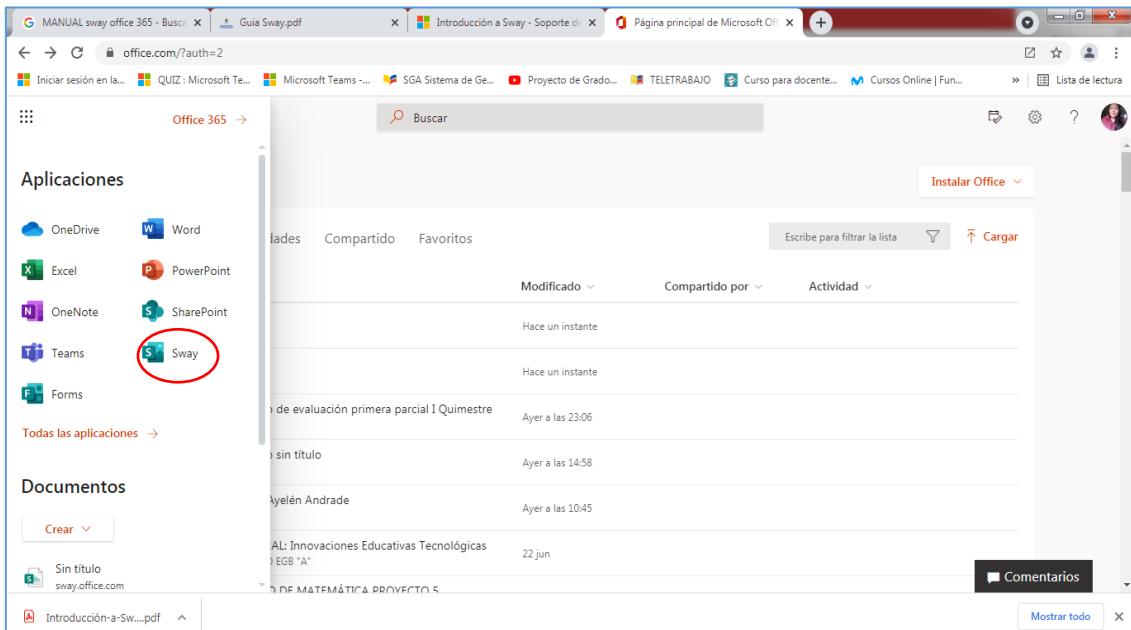 MANUAL sway office 365 - Busca
Guia Sway.pdf
Introducción a Sway - Soporte de
Página principal de Microsoft Off
office.com/?auth=2
Iniciar sesión en la...
QUIZ : Microsoft Te...
Microsoft Teams -...
SGA Sistema de Ge...
Proyecto de Grado...
TELETRABAJO
Curso para docente...
Cursos Online | Fun...
»
Lista de lectura
Office 365 →
Buscar
Aplicaciones
Instalar Office
OneDrive
Word
dades
Compartido
Favoritos
Escribe para filtrar la lista
Cargar
Excel
PowerPoint
Modificado
Compartido por
Actividad
OneNote
SharePoint
Hace un instante
Teams
Sway
Hace un instante
Forms
o de evaluación primera parcial I Quimestre
Ayer a las 23:06
Todas las aplicaciones →
o sin título
Ayer a las 14:58
Documentos
Ayelén Andrade
Ayer a las 10:45
Crear
AL: Innovaciones Educativas Tecnológicas
O EGB "A"
22 jun
Sin título
sway.office.com
Comentarios
O DE MATEMÁTICA PROYECTO 5
Introducción-a-Sw....pdf
Mostrar todo